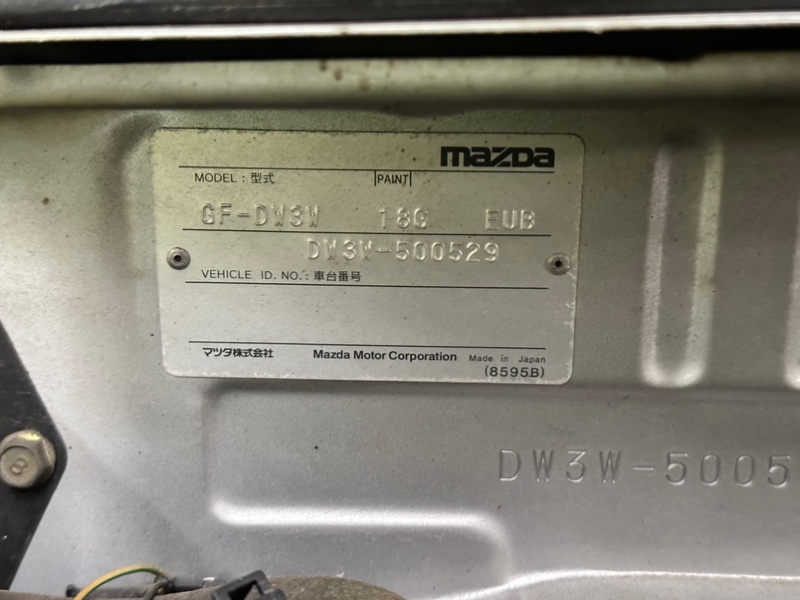 mazda
MODEL : 型式 PAINT
GF-DW3W 18G EUB
DW3W-500529
VEHICLE ID. NO.: 車台番号
マツダ株式会社 Mazda Motor Corporation Made in Japan
(8595B)
DW3W-5005
8